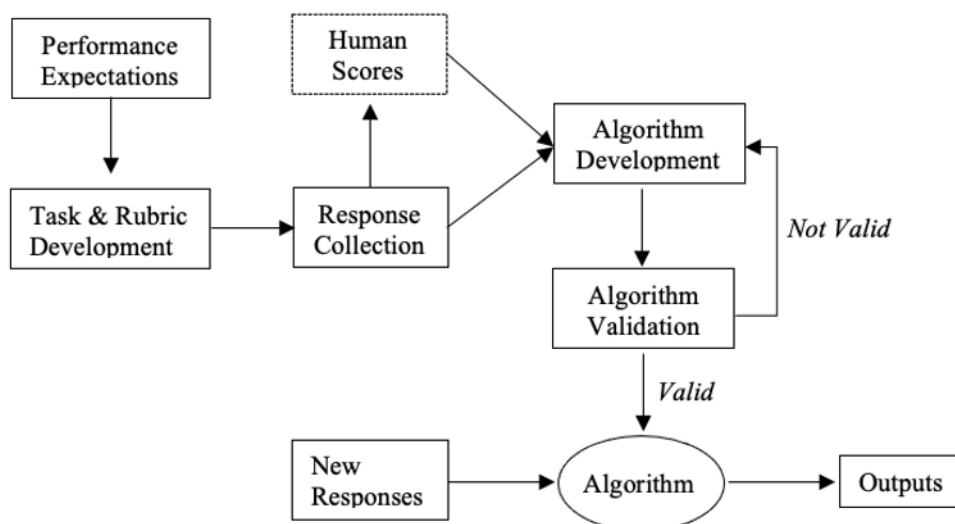 Performance
Expectations
Human
Scores
Algorithm
Development
Task & Rubric
Development
Response
Collection
Not Valid
Algorithm
Validation
Valid
New
Responses
Algorithm
Outputs